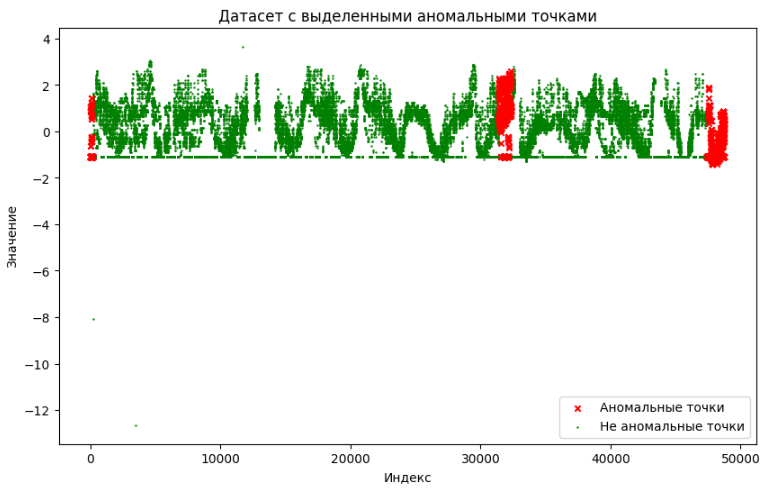 Датасет с выделенными аномальными точками
4
2
0
−2
−4
−6
−8
−10
−12
Значение
0 10000 20000 30000 40000 50000
Индекс
Аномальные точки
Не аномальные точки